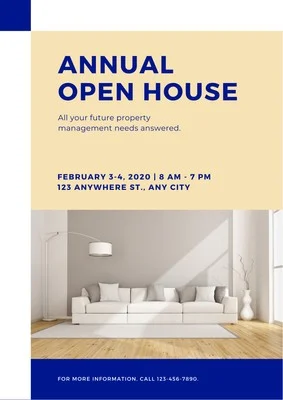 ANNUAL
OPEN HOUSE
All your future property
management needs answered.
FEBRUARY 3-4, 2020 | 8 AM - 7 PM
123 ANYWHERE ST., ANY CITY
FOR MORE INFORMATION, CALL 123-456-7890.